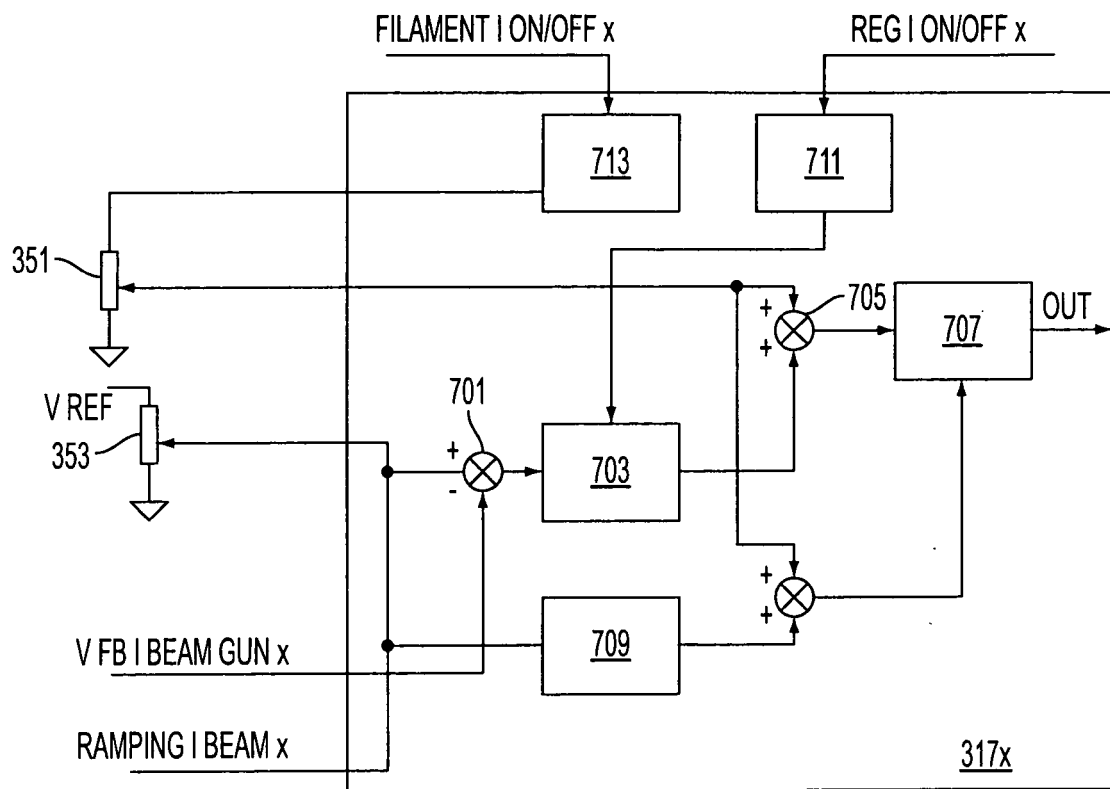 FILAMENT I ON/OFF x
REG I ON/OFF x
713
711
351
+
+
705
707
OUT
V REF
353
701
+
-
703
+
+
709
V FB I BEAM GUN x
RAMPING I BEAM x
317x